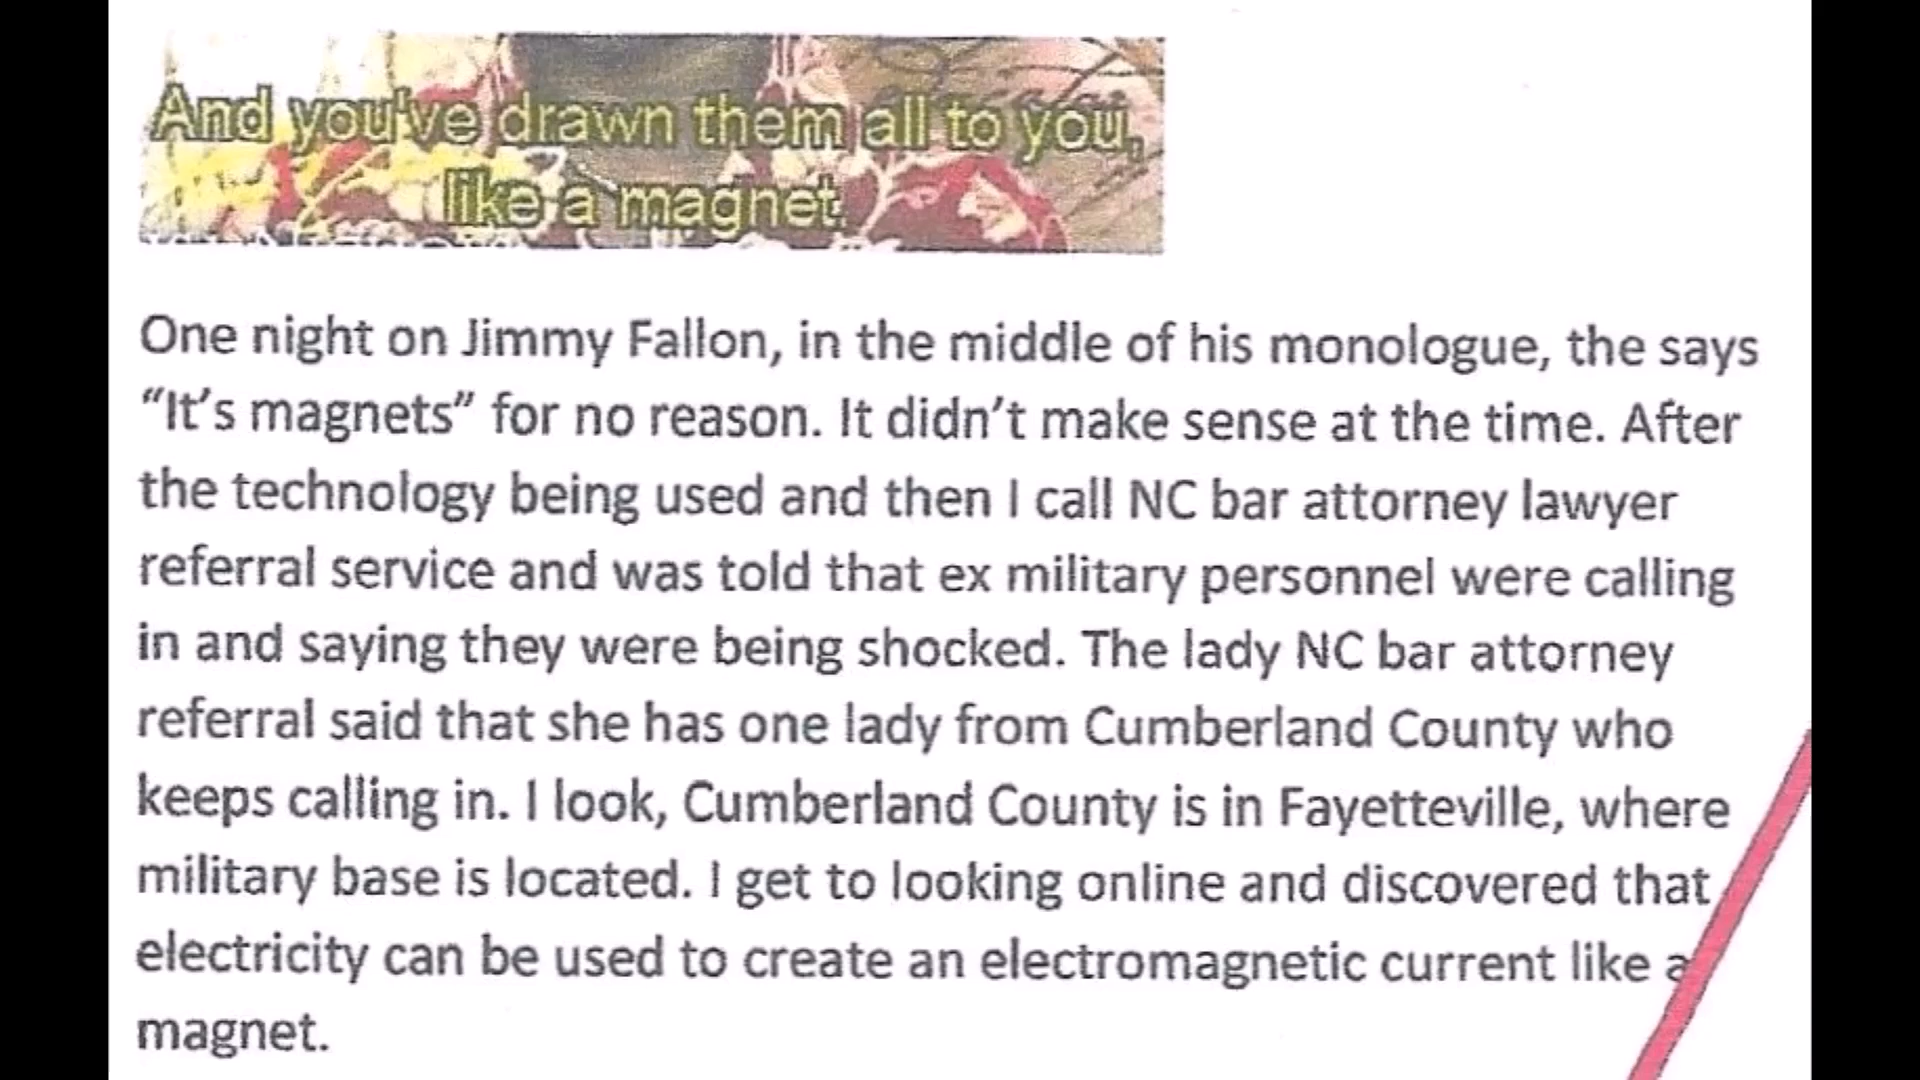 And you've drawn them all to you,
like a magnet.
One night on Jimmy Fallon, in the middle of his monologue, the says
“It’s magnets” for no reason. It didn’t make sense at the time. After
the technology being used and then I call NC bar attorney lawyer
referral service and was told that ex military personnel were calling
in and saying they were being shocked. The lady NC bar attorney
referral said that she has one lady from Cumberland County who
keeps calling in. I look, Cumberland County is in Fayetteville, where
military base is located. I get to looking online and discovered that
electricity can be used to create an electromagnetic current like a
magnet.